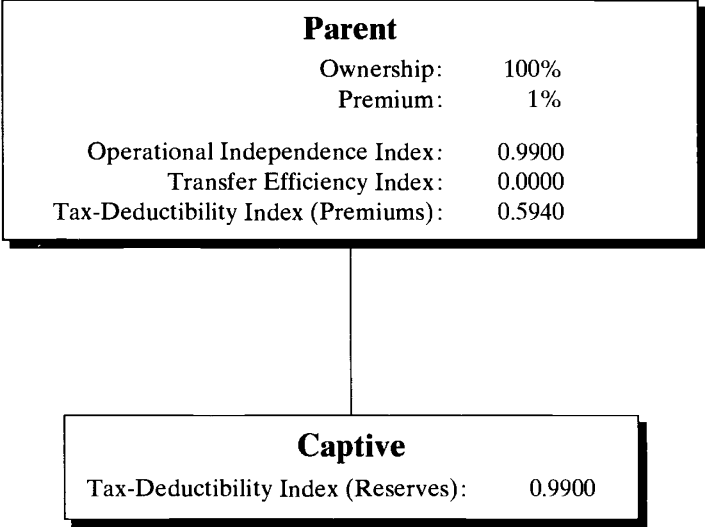 Parent
Ownership: 100%
Premium: 1%
Operational Independence Index: 0.9900
Transfer Efficiency Index: 0.0000
Tax-Deductibility Index (Premiums): 0.5940
Captive
Tax-Deductibility Index (Reserves): 0.9900